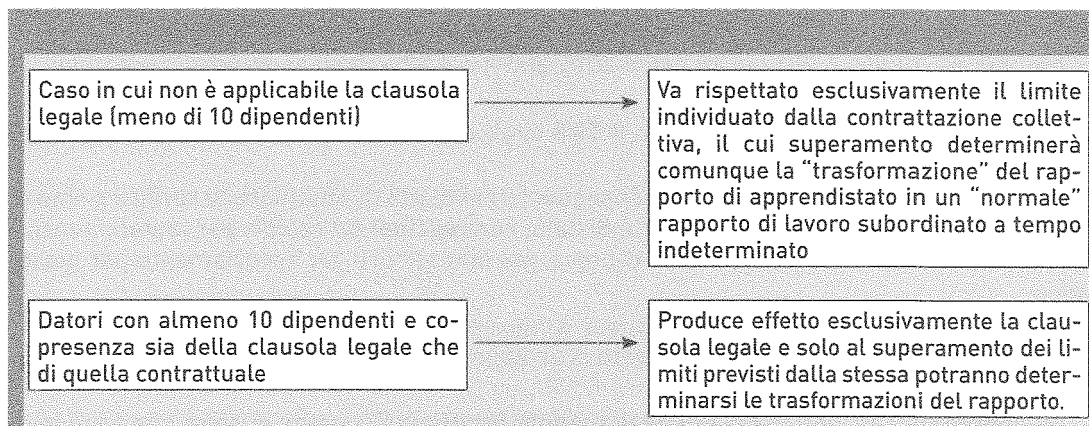 Caso in cui non è applicabile la clausola
legale (meno di 10 dipendenti)
Va rispettato esclusivamente il limite
individuato dalla contrattazione collet-
tiva, il cui superamento determinerà
comunque la “trasformazione” del rap-
porto di apprendistato in un “normale”
rapporto di lavoro subordinato a tempo
indeterminato
Datori con almeno 10 dipendenti e co-
presenza sia della clausola legale che
di quella contrattuale
Produce effetto esclusivamente la clau-
sola legale e solo al superamento dei li-
miti previsti dalla stessa potranno deter-
minarsi le trasformazioni del rapporto.